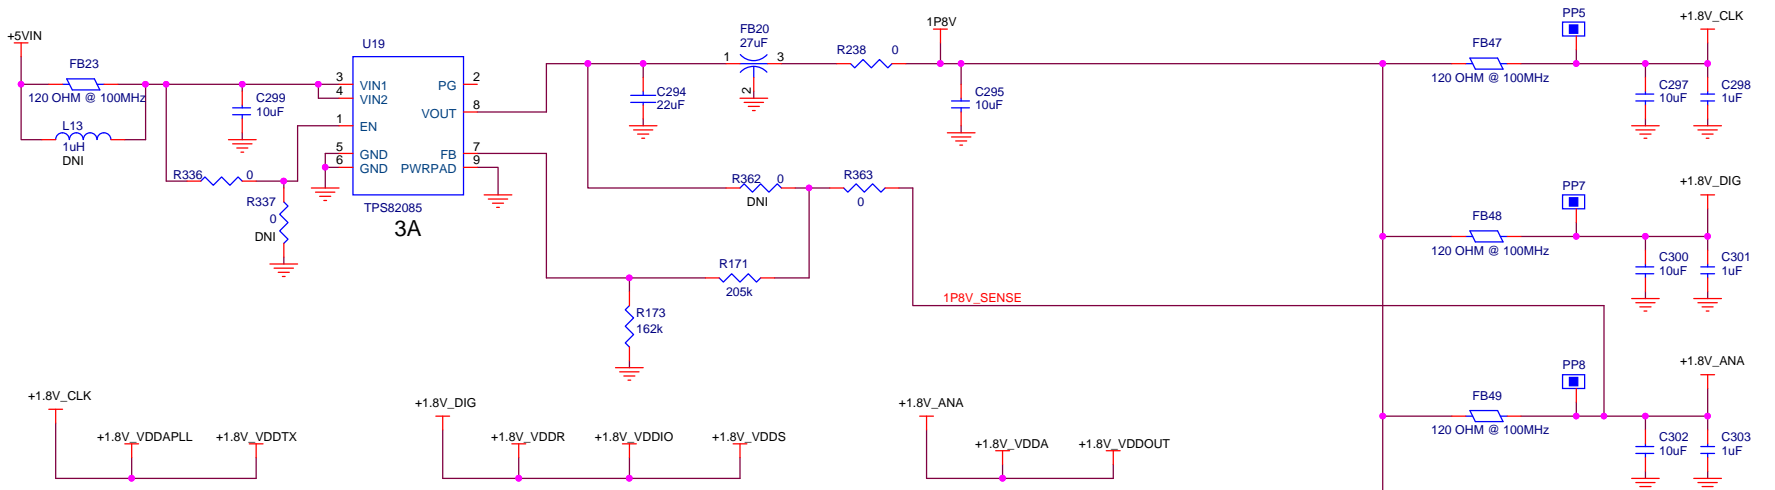 +5VIN
FB23
120 OHM @ 100MHz
L13
1uH
DNI
R336
0
R337
0
DNI
C299
10uF
U19
3
VIN1
4
VIN2
1
EN
5
GND
6
GND
PG
2
VOUT
8
FB
7
PWRPAD
9
TPS82085
3A
C294
22uF
FB20
27uF
1
3
2
R238
0
1P8V
C295
10uF
R362
0
DNI
R363
0
R171
205k
R173
162k
1P8V_SENSE
PP5
+1.8V_CLK
FB47
120 OHM @ 100MHz
C297
10uF
C298
1uF
PP7
+1.8V_DIG
FB48
120 OHM @ 100MHz
C300
10uF
C301
1uF
PP8
+1.8V_ANA
FB49
120 OHM @ 100MHz
C302
10uF
C303
1uF
+1.8V_CLK
+1.8V_VDDAPLL
+1.8V_VDDTX
+1.8V_DIG
+1.8V_VDDR
+1.8V_VDDIO
+1.8V_VDDS
+1.8V_ANA
+1.8V_VDDA
+1.8V_VDDOUT